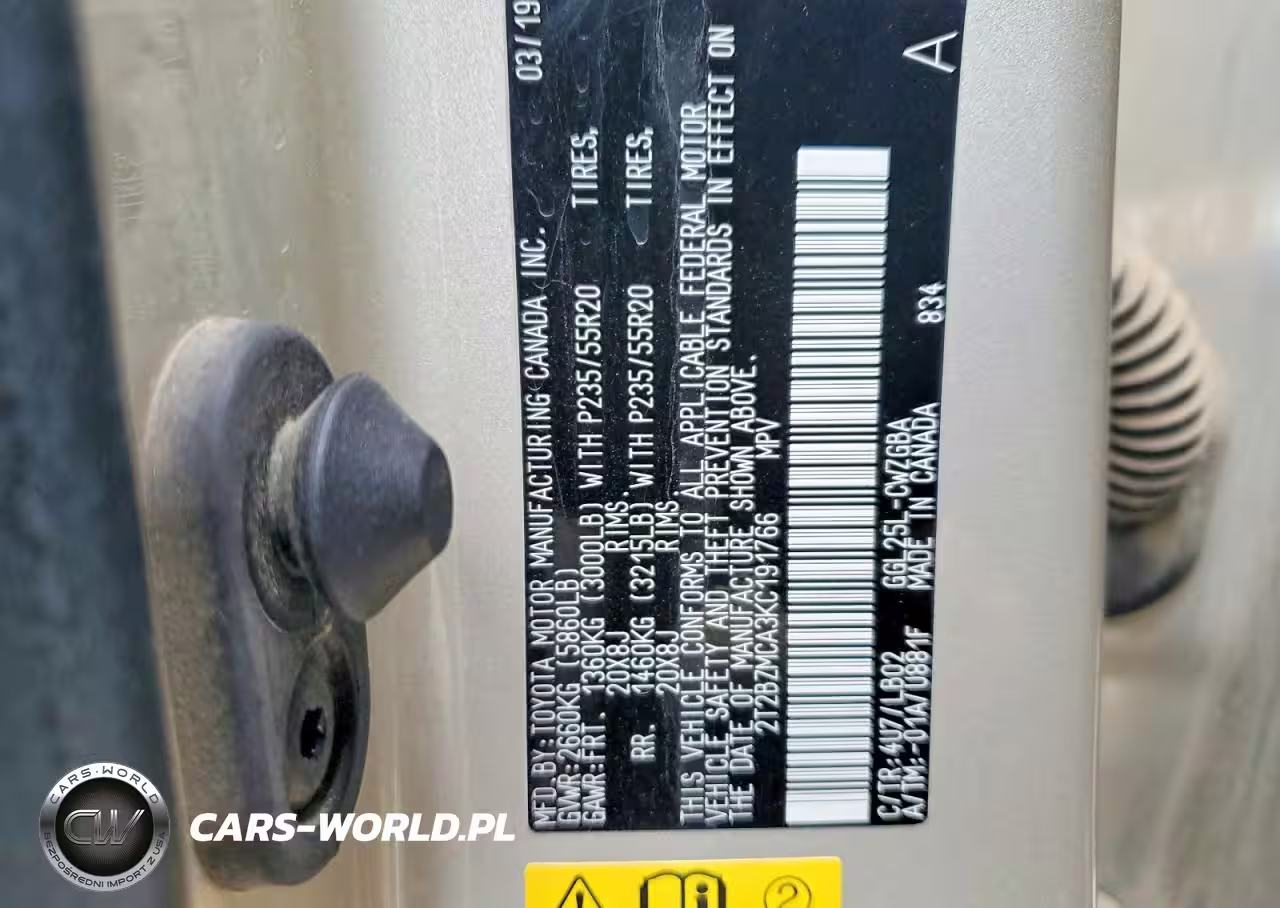 MFD. BY: TOYOTA MOTOR MANUFACTURING CANADA INC. 03/19
GVWR: 2660KG (5860LB)
GAWR: FRT. 1360KG (3000LB) WITH P235/55R20 TIRES,
20X8J RIMS.
RR. 1460KG (3215LB) WITH P235/55R20 TIRES,
20X8J RIMS.
THIS VEHICLE CONFORMS TO ALL APPLICABLE FEDERAL MOTOR
VEHICLE SAFETY AND THEFT PREVENTION STANDARDS IN EFFECT ON
THE DATE OF MANUFACTURE SHOWN ABOVE.
2T2BZMCA3KC191766 MPV
C/TR: 4U7/LB02 GGL25L-CWZGBA 834
A/TM: -01A/U881F MADE IN CANADA A
CARS-WORLD
CW
BEZPOŚREDNI IMPORT Z USA
CARS-WORLD.PL